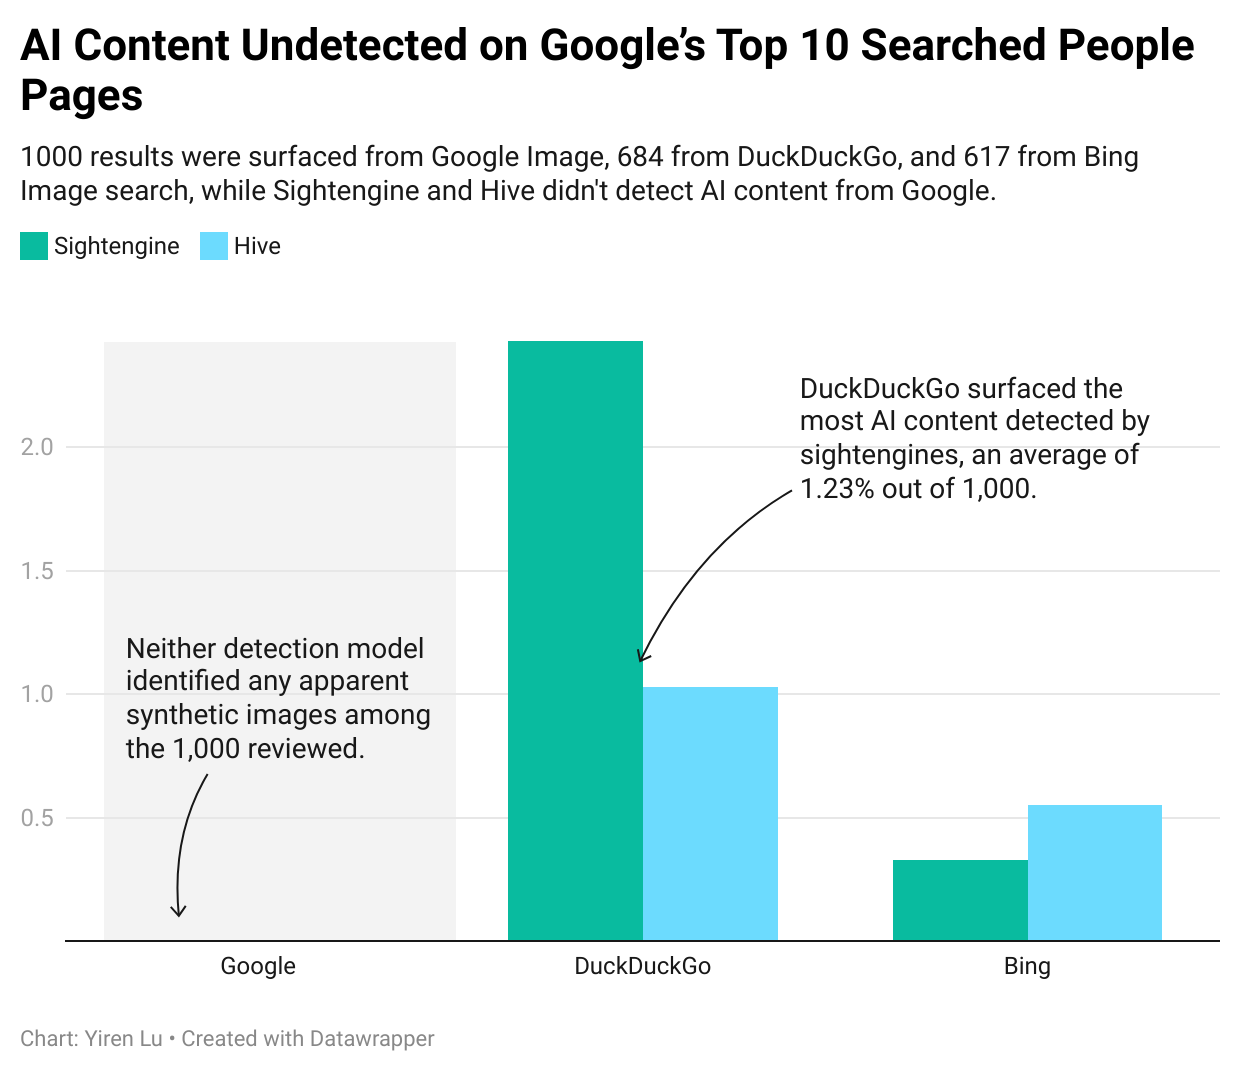 AI Content Undetected on Google’s Top 10 Searched People
Pages
1000 results were surfaced from Google Image, 684 from DuckDuckGo, and 617 from Bing
Image search, while Sightengine and Hive didn't detect AI content from Google.
Sightengine
Hive
DuckDuckGo surfaced the
most AI content detected by
sightengines, an average of
1.23% out of 1,000.
2.0
1.5
Neither detection model
identified any apparent
synthetic images among
the 1,000 reviewed.
1.0
0.5
Google
DuckDuckGo
Bing
Chart: Yiren Lu • Created with Datawrapper